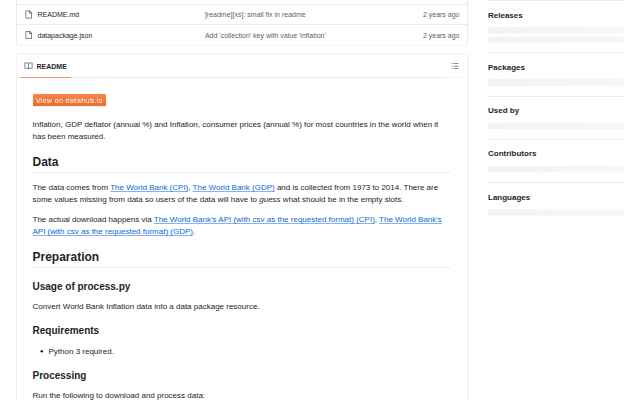 README.md [readme][xs]: small fix in readme 2 years ago
datapackage.json Add 'collection' key with value 'inflation' 2 years ago
README
View on datahub.io
Inflation, GDP deflator (annual %) and Inflation, consumer prices (annual %) for most countries in the world when it
has been measured.
Data
The data comes from The World Bank (CPI), The World Bank (GDP) and is collected from 1973 to 2014. There are
some values missing from data so users of the data will have to guess what should be in the empty slots.
The actual download happens via The World Bank's API (with csv as the requested format) (CPI), The World Bank's
API (with csv as the requested format) (GDP).
Preparation
Usage of process.py
Convert World Bank Inflation data into a data package resource.
Requirements
• Python 3 required.
Processing
Run the following to download and process data:
Releases
Packages
Used by
Contributors
Languages